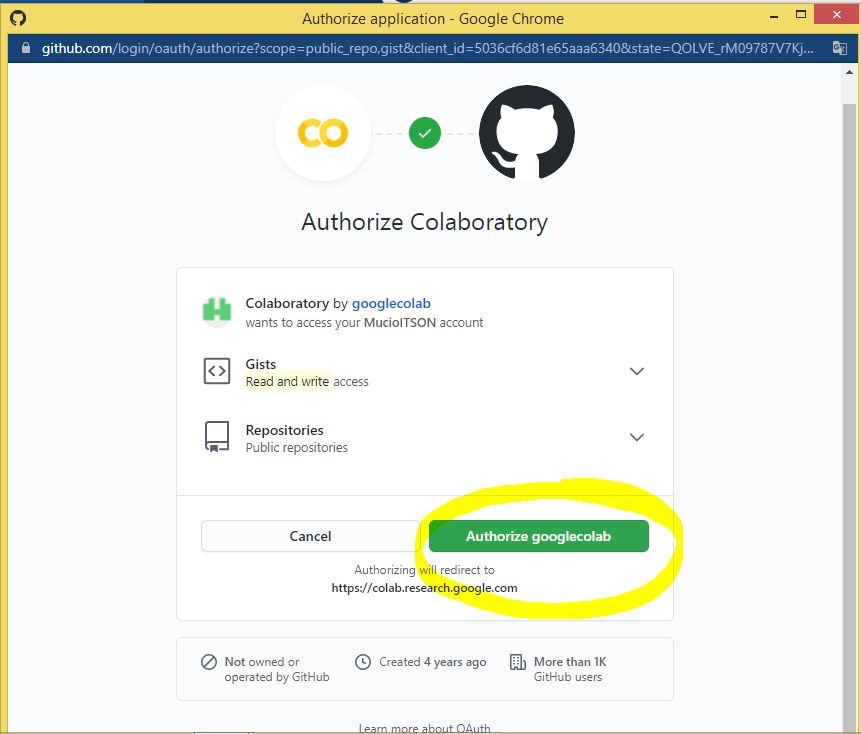 Authorize application - Google Chrome
github.com/login/oauth/authorize?scope=public_repo,gist&client_id=5036cf6d81e65aaa6340&state=QOLVE_rM09787V7Kj...
Authorize Colaboratory
Colaboratory by googlecolab
wants to access your MucioITSON account
Gists
Read and write access
Repositories
Public repositories
Cancel
Authorize googlecolab
Authorizing will redirect to
https://colab.research.google.com
Not owned or
operated by GitHub
Created 4 years ago
More than 1K
GitHub users
Learn more about OAuth